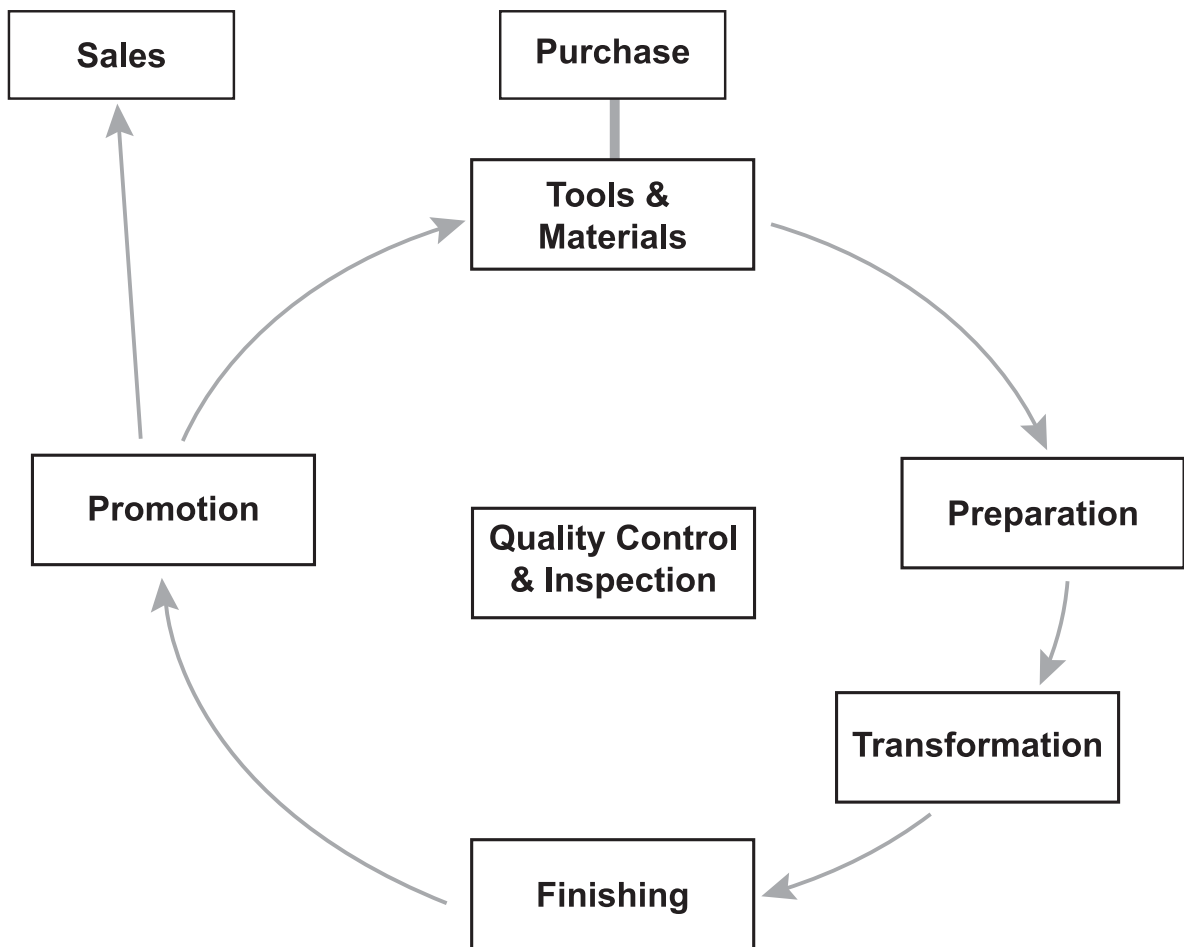 Sales
Purchase
Tools &
Materials
Promotion
Quality Control
& Inspection
Preparation
Transformation
Finishing